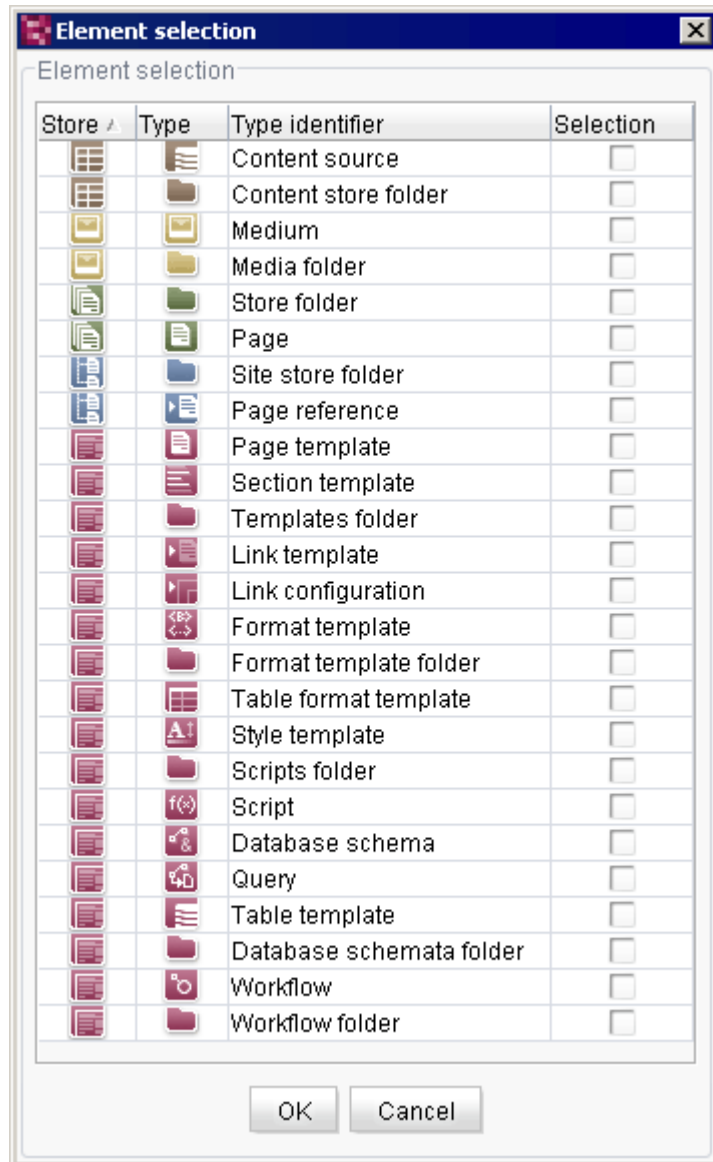 Element selection
Element selection
Store Type Type identifier Selection
Content source
Content store folder
Medium
Media folder
Store folder
Page
Site store folder
Page reference
Page template
Section template
Templates folder
Link template
Link configuration
<B> <..> Format template
Format template folder
Table format template
A Style template
Scripts folder
f(x) Script
& Database schema
Query
Table template
Database schemata folder
Workflow
Workflow folder
OK Cancel